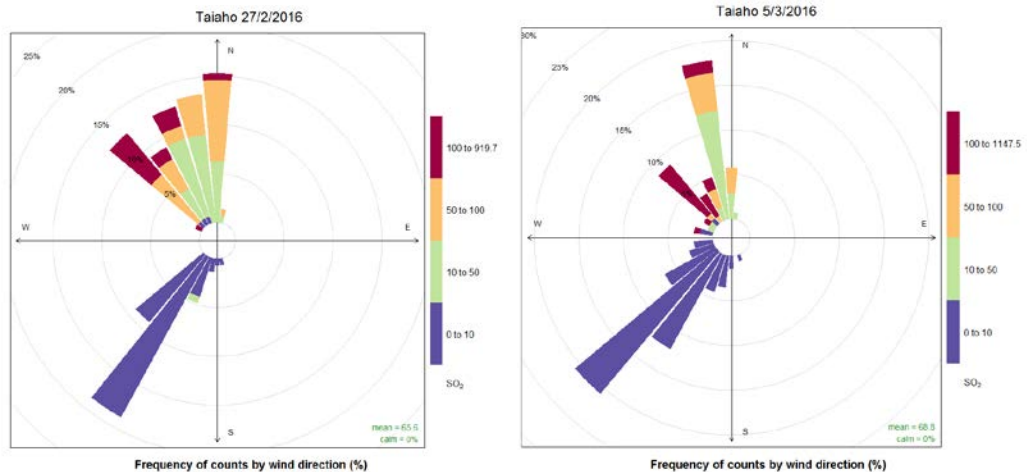 Taiaho 27/2/2016
25%
20%
15%
10%
5%
N
W
E
S
100 to 919.7
50 to 100
10 to 50
0 to 10
SO₂
mean = 65.6
calm = 0%
Frequency of counts by wind direction (%)
Taiaho 5/3/2016
30%
25%
20%
15%
10%
N
W
E
S
100 to 1147.5
50 to 100
10 to 50
0 to 10
SO₂
mean = 68.8
calm = 0%
Frequency of counts by wind direction (%)